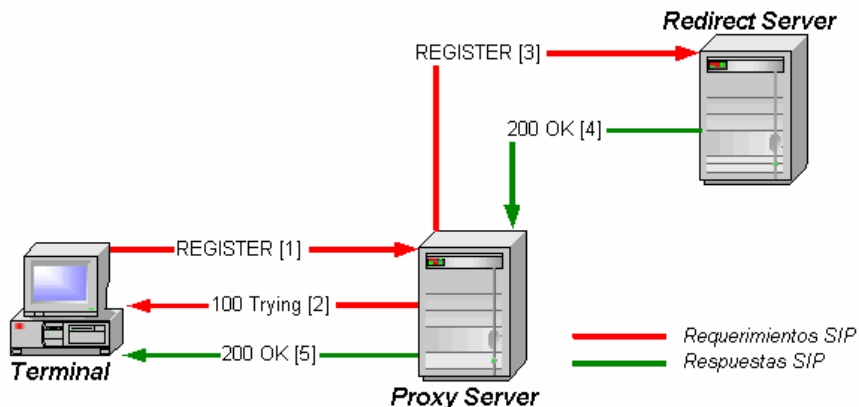 Redirect Server
REGISTER [3]
200 OK [4]
REGISTER [1]
100 Trying [2]
200 OK [5]
Terminal
Proxy Server
Requerimientos SIP
Respuestas SIP